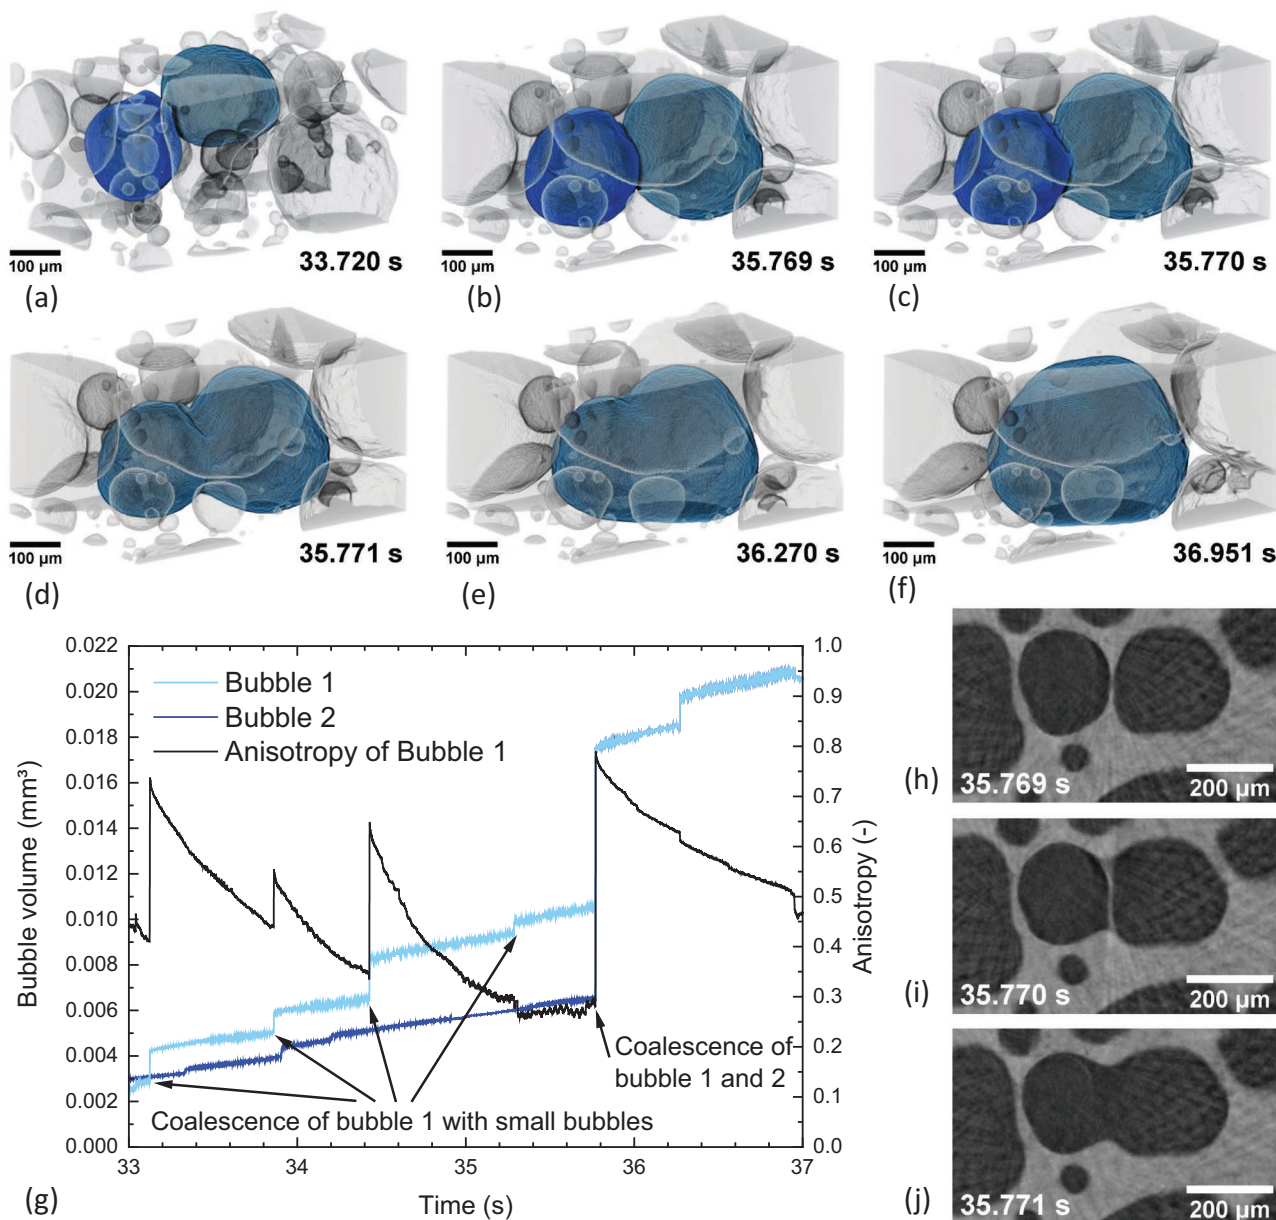 100 µm
33.720 s
(a)
100 µm
35.769 s
(b)
100 µm
35.770 s
(c)
100 µm
35.771 s
(d)
100 µm
36.270 s
(e)
100 µm
36.951 s
(f)
0.022
0.020
0.018
0.016
0.014
0.012
0.010
0.008
0.006
0.004
0.002
0.000
Bubble volume (mm³)
Bubble 1
Bubble 2
Anisotropy of Bubble 1
Coalescence of
bubble 1 and 2
Coalescence of bubble 1 with small bubbles
1.0
0.9
0.8
0.7
0.6
0.5
0.4
0.3
0.2
0.1
0.0
Anisotropy (-)
33
34
35
36
37
Time (s)
(g)
(h)
35.769 s
200 µm
(i)
35.770 s
200 µm
(j)
35.771 s
200 µm